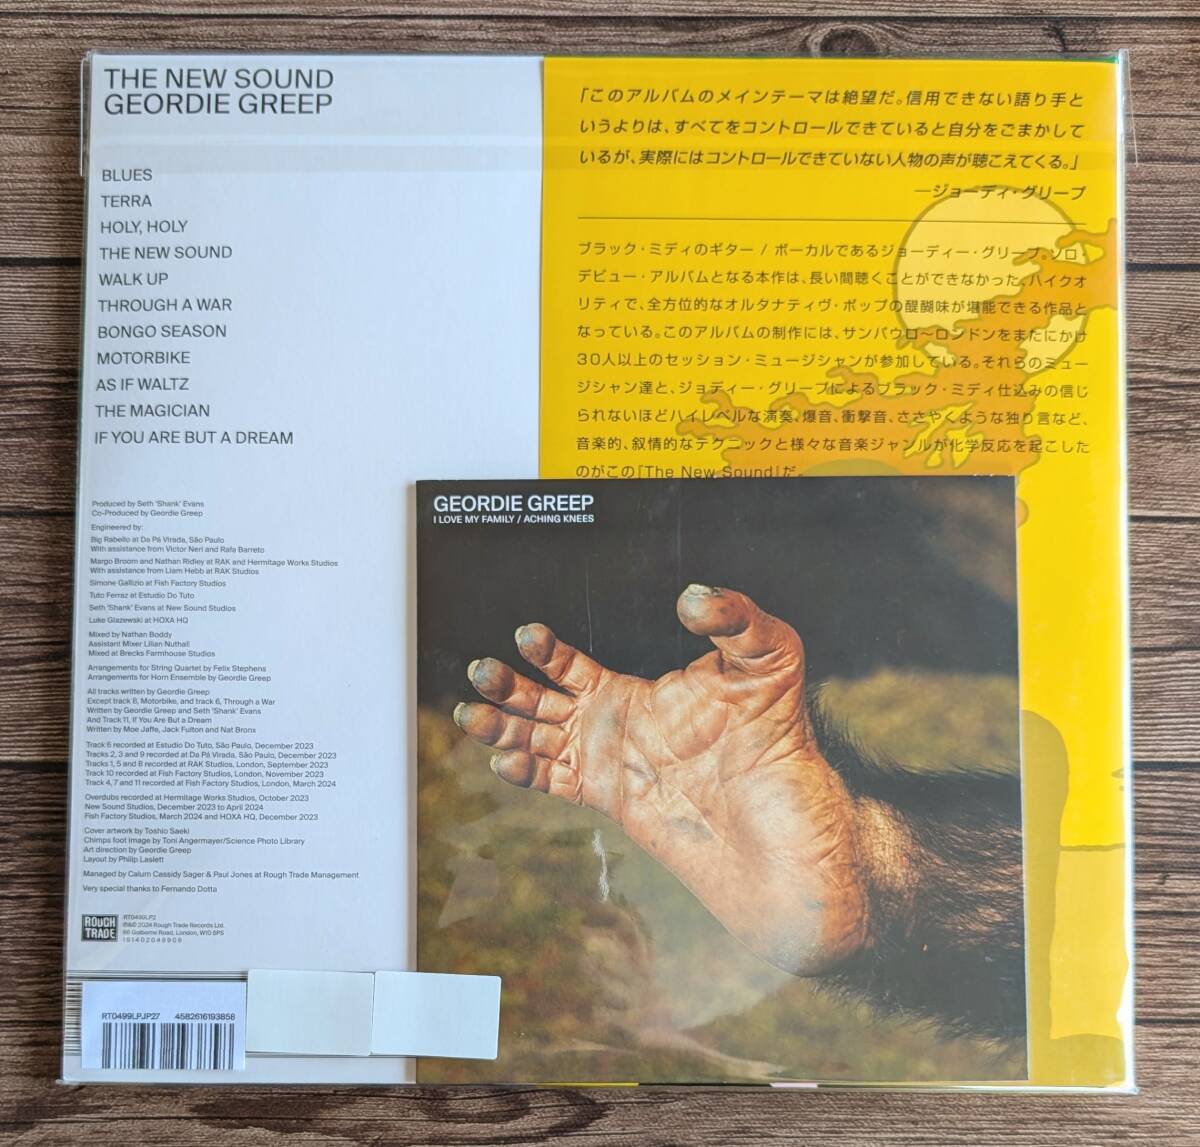 THE NEW SOUND
GEORDIE GREEP
BLUES
TERRA
HOLY, HOLY
THE NEW SOUND
WALK UP
THROUGH A WAR
BONGO SEASON
MOTORBIKE
AS IF WALTZ
THE MAGICIAN
IF YOU ARE BUT A DREAM
Produced by Seth 'Shank' Evans
Co-Produced by Geordie Greep
Engineered by:
Big Rabello at Da Pá Virada, São Paulo
With assistance from Victor Neri and Rafa Barreto
Margo Broom and Nathan Ridley at RAK and Hermitage Works Studios
With assistance from Liam Hebb at RAK Studios
Simone Gallizio at Fish Factory Studios
Tuto Ferraz at Estudio Do Tuto
Seth 'Shank' Evans at New Sound Studios
Luke Glazewski at HOXA HQ
Mixed by Nathan Boddy
Assistant Mixer Lilian Nuthall
Mixed at Brecks Farmhouse Studios
Arrangements for String Quartet by Felix Stephens
Arrangements for Horn Ensemble by Geordie Greep
All tracks written by Geordie Greep
Except track 8, Motorbike, and track 6, Through a War
Written by Geordie Greep and Seth 'Shank' Evans
And Track 11, If You Are But a Dream
Written by Moe Jaffe, Jack Fulton and Nat Bronx
Track 6 recorded at Estudio Do Tuto, São Paulo, December 2023
Tracks 2, 3 and 9 recorded at Da Pá Virada, São Paulo, December 2023
Tracks 1, 5 and 8 recorded at RAK Studios, London, September 2023
Track 10 recorded at Fish Factory Studios, London, November 2023
Track 4, 7 and 11 recorded at Fish Factory Studios, London, March 2024
Overdubs recorded at Hermitage Works Studios, October 2023
New Sound Studios, December 2023 to April 2024
Fish Factory Studios, March 2024 and HOXA HQ, December 2023
Cover artwork by Toshio Saeki
Chimps foot image by Toni Angermayer/Science Photo Library
Art direction by Geordie Greep
Layout by Philip Laslett
Managed by Calum Cassidy Sager & Paul Jones at Rough Trade Management
Very special thanks to Fernando Dotta
ROUGH
TRADE
RT0499LP2
℗&© 2024 Rough Trade Records Ltd.
66 Golborne Road, London, W10 5PS
191402049909
RT0499LPJP27 4582616193858
「このアルバムのメインテーマは絶望だ。信用できない語り手と
いうよりは、すべてをコントロールできていると自分をごまかして
いるが、実際にはコントロールできていない人物の声が聴こえてくる。」
—ジョーディ・グリープ
ブラック・ミディのギター / ボーカルであるジョーディー・グリープ。ソロ・
デビュー・アルバムとなる本作は、長い間聴くことができなかった、ハイクオ
リティで、全方位的なオルタナティヴ・ポップの醍醐味が堪能できる作品と
なっている。このアルバムの制作には、サンパウロ〜ロンドンをまたにかけ
30人以上のセッション・ミュージシャンが参加している。それらのミュー
ジシャン達と、ジョディー・グリープによるブラック・ミディ仕込みの信じ
られないほどハイレベルな演奏、爆音、衝撃音、ささやくような独り言など、
音楽的、叙情的なテクニックと様々な音楽ジャンルが化学反応を起こした
のがこの『The New Sound』だ。
GEORDIE GREEP
I LOVE MY FAMILY / ACHING KNEES